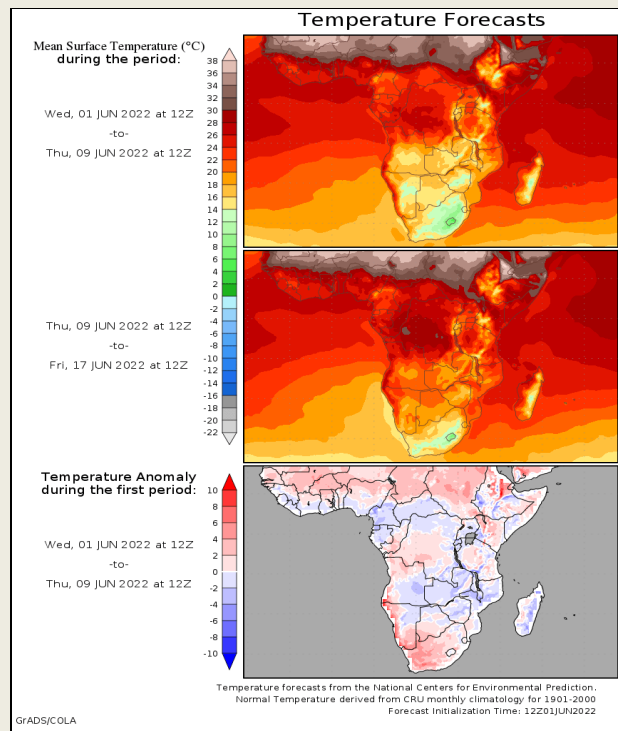 Temperature Forecasts
Mean Surface Temperature (°C)
during the period:
38
36
34
32
30
28
26
24
22
20
18
16
14
12
10
8
6
4
2
0
-2
-4
-6
-8
-10
-12
-14
-16
-18
-20
-22
Wed, 01 JUN 2022 at 12Z
-to-
Thu, 09 JUN 2022 at 12Z
Thu, 09 JUN 2022 at 12Z
-to-
Fri, 17 JUN 2022 at 12Z
Temperature Anomaly
during the first period:
10
8
6
4
2
0
-2
-4
-6
-8
-10
Wed, 01 JUN 2022 at 12Z
-to-
Thu, 09 JUN 2022 at 12Z
Temperature forecasts from the National Centers for Environmental Prediction.
Normal Temperature derived from CRU monthly climatology for 1901-2000
Forecast Initialization Time: 12Z01JUN2022
GrADS/COLA